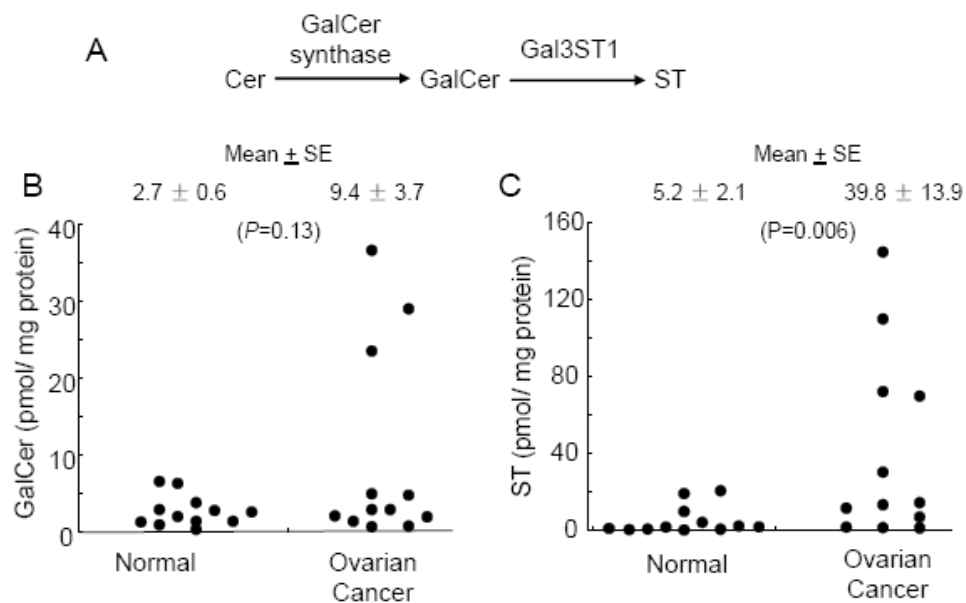 A
GalCer
synthase
Gal3ST1
Cer
GalCer
ST
Mean ± SE
B
2.7 ± 0.6
9.4 ± 3.7
(P=0.13)
40
30
20
10
0
GalCer (pmol/ mg protein)
Normal
Ovarian
Cancer
Mean ± SE
C
5.2 ± 2.1
39.8 ± 13.9
(P=0.006)
160
120
80
40
0
ST (pmol/ mg protein)
Normal
Ovarian
Cancer